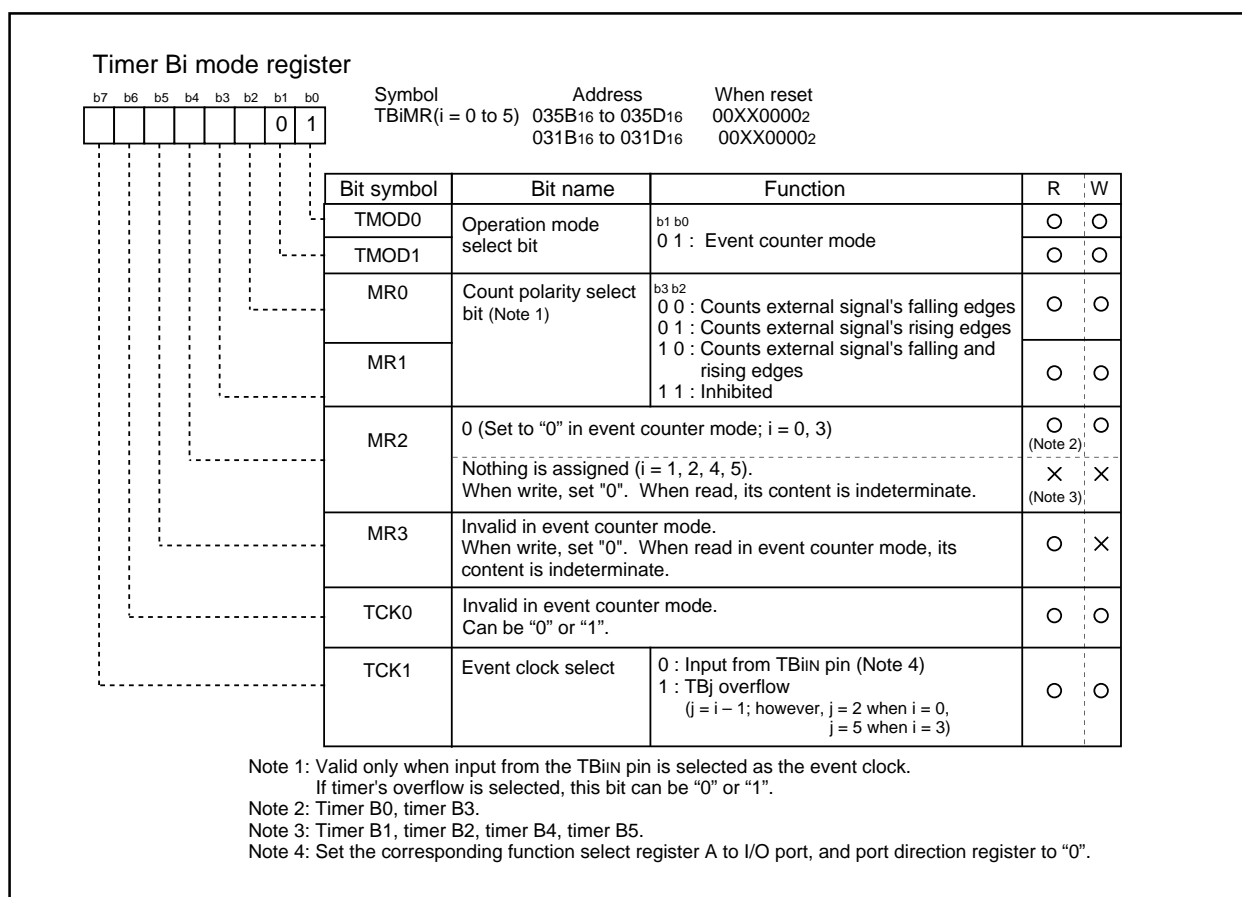 Timer Bi mode register
b7 b6 b5 b4 b3 b2 b1 b0
0 1
Symbol Address When reset
TBiMR(i = 0 to 5) 035B16 to 035D16 00XX00002
031B16 to 031D16 00XX00002
Bit symbol Bit name Function R W
TMOD0 Operation mode select bit b1 b0
0 1 : Event counter mode
TMOD1
MR0 Count polarity select bit (Note 1) b3 b2
0 0 : Counts external signal's falling edges
0 1 : Counts external signal's rising edges
1 0 : Counts external signal's falling and
rising edges
1 1 : Inhibited
MR1
MR2 0 (Set to “0” in event counter mode; i = 0, 3)
(Note 2)
Nothing is assigned (i = 1, 2, 4, 5).
When write, set "0". When read, its content is indeterminate.
(Note 3)
MR3 Invalid in event counter mode.
When write, set "0". When read in event counter mode, its
content is indeterminate.
TCK0 Invalid in event counter mode.
Can be “0” or “1”.
TCK1 Event clock select 0 : Input from TBiIN pin (Note 4)
1 : TBj overflow
(j = i – 1; however, j = 2 when i = 0,
j = 5 when i = 3)
Note 1: Valid only when input from the TBiIN pin is selected as the event clock.
If timer's overflow is selected, this bit can be “0” or “1”.
Note 2: Timer B0, timer B3.
Note 3: Timer B1, timer B2, timer B4, timer B5.
Note 4: Set the corresponding function select register A to I/O port, and port direction register to “0”.